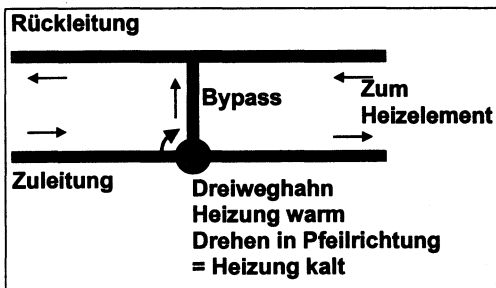 Rückleitung
Bypass
Zum
Heizelement
Zuleitung
Dreiweghahn
Heizung warm
Drehen in Pfeilrichtung
= Heizung kalt